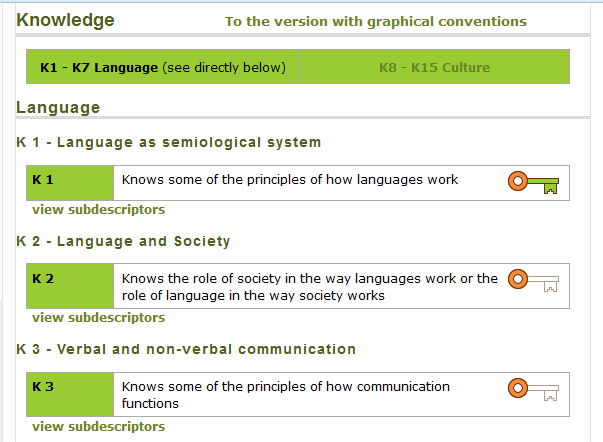 Knowledge To the version with graphical conventions
K1 - K7 Language (see directly below) K8 - K15 Culture
Language
K 1 - Language as semiological system
K 1 Knows some of the principles of how languages work
view subdescriptors
K 2 - Language and Society
K 2 Knows the role of society in the way languages work or the
role of language in the way society works
view subdescriptors
K 3 - Verbal and non-verbal communication
K 3 Knows some of the principles of how communication
functions
view subdescriptors